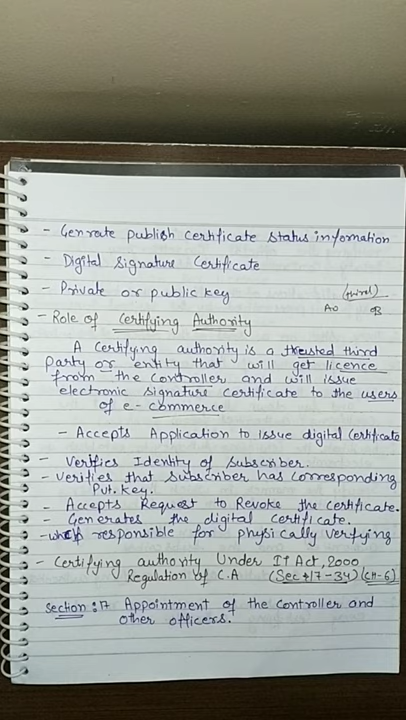 - Genrate publish certificate status infomation
- Digital Signature Certificate
- Private or public key
(third)
A B
- Role of Certifying Authority
A Certifying authority is a trusted third
Party or entity that will get licence
from the Controller and will issue
electronic Signature certificate to the users
of e-commerce
- Accepts Application to issue digital Certificate
- Verifies Identity of Subscriber.
- Verifies that Subscriber has Corresponding
Pvt. key.
- Accepts Request to Revoke the Certificate.
- Generates the digital certificate.
- responsible for physically verifying
- Certifying authority Under IT Act, 2000
Regulation of C.A (Sec 17-34) (CH-6)
Section: 17 Appointment of the Controller and
other officers.